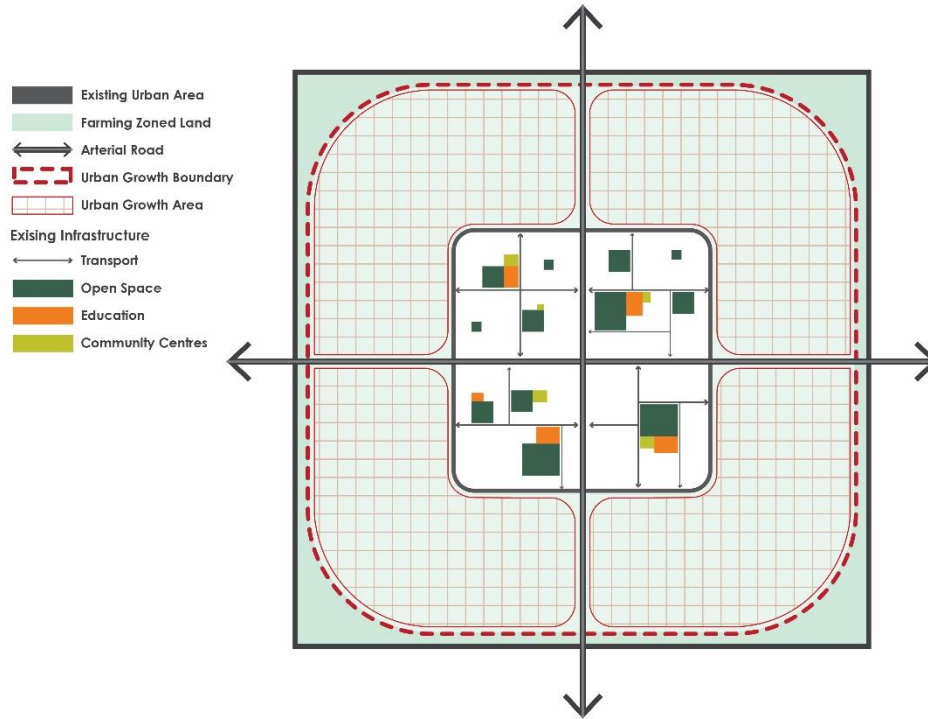 Existing Urban Area
Farming Zoned Land
Arterial Road
Urban Growth Boundary
Urban Growth Area
Exising Infrastructure
Transport
Open Space
Education
Community Centres